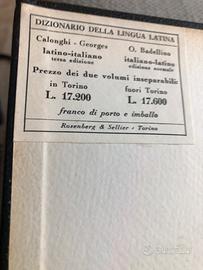 DIZIONARIO DELLA LINGUA LATINA
Calonghi - Georges
latino-italiano
terza edizione
O. Badellino
italiano-latino
edizione normale
Prezzo dei due volumi inseparabili
in Torino
L. 17.200
fuori Torino
L. 17.600
franco di porto e imballo
Rosenberg & Sellier - Torino
subito